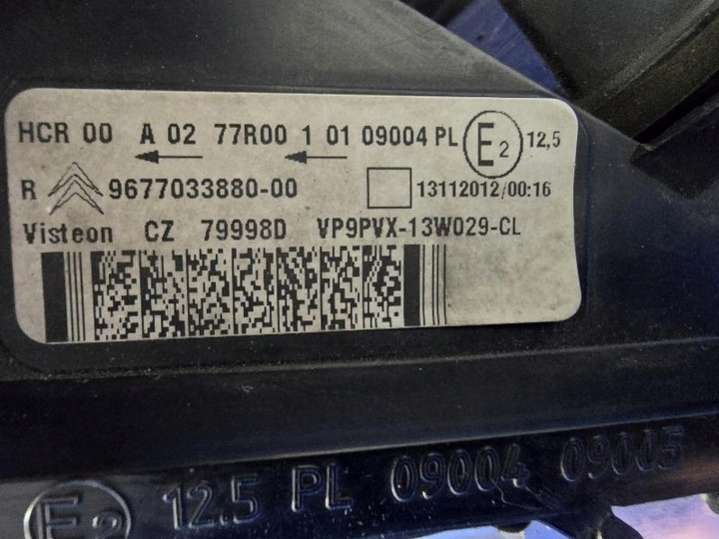 HCR 00 A 02 77R00 1 01 09004 PL E2 12,5
R 9677033880-00 13112012/00:16
Visteon CZ 79998D VP9PVX-13W029-CL
E2 12.5 PL 09004 09005